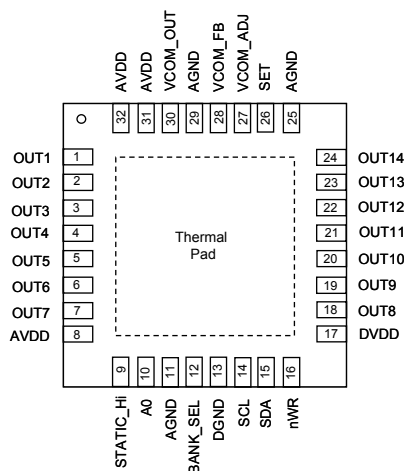 AVDD
AVDD
VCOM_OUT
AGND
VCOM_FB
VCOM_ADJ
SET
AGND
32
31
30
29
28
27
26
25
OUT1 1
OUT2 2
OUT3 3
OUT4 4
OUT5 5
OUT6 6
OUT7 7
AVDD 8
Thermal
Pad
24 OUT14
23 OUT13
22 OUT12
21 OUT11
20 OUT10
19 OUT9
18 OUT8
17 DVDD
9
10
11
12
13
14
15
16
STATIC_Hi
A0
AGND
BANK_SEL
DGND
SCL
SDA
nWR